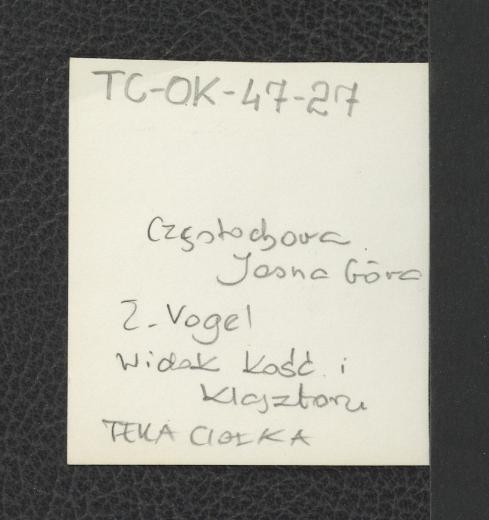 TC-OK-47-27
Częstochowa
Jasna Góra
Z. Vogel
Widok kość. i
klasztoru
TEKA CIOŁKA